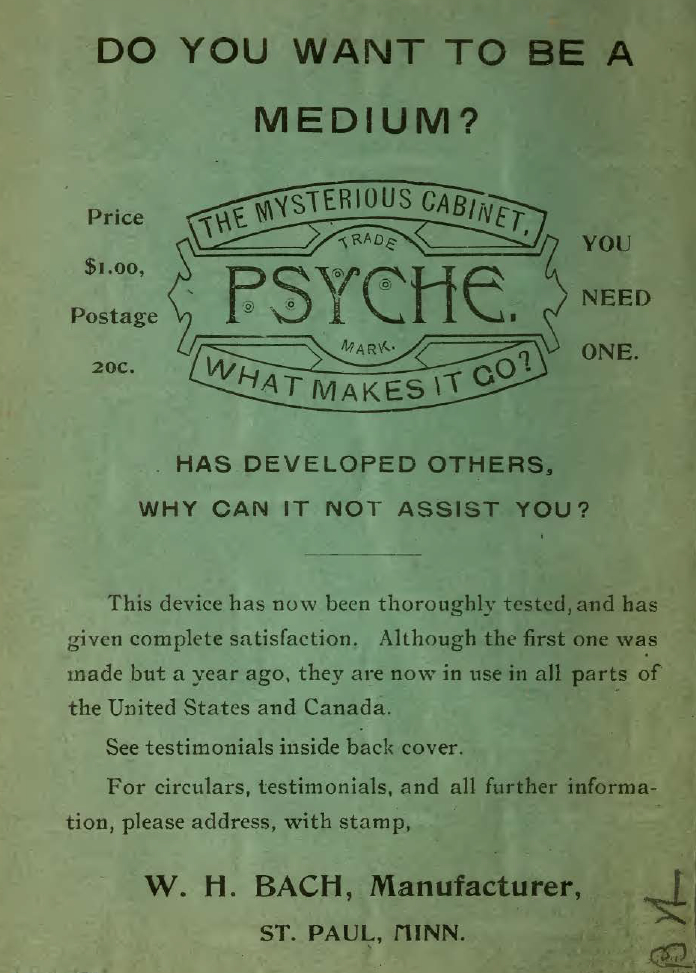 DO YOU WANT TO BE A
MEDIUM?
Price
$1.00,
Postage
20C.
THE MYSTERIOUS CABINET.
TRADE
PSYCHE.
MARK.
WHAT MAKES IT GO?
YOU
NEED
ONE.
HAS DEVELOPED OTHERS,
WHY CAN IT NOT ASSIST YOU?
This device has now been thoroughly tested, and has
given complete satisfaction. Although the first one was
made but a year ago, they are now in use in all parts of
the United States and Canada.
See testimonials inside back cover.
For circulars, testimonials, and all further informa-
tion, please address, with stamp,
W. H. BACH, Manufacturer,
ST. PAUL, MINN.